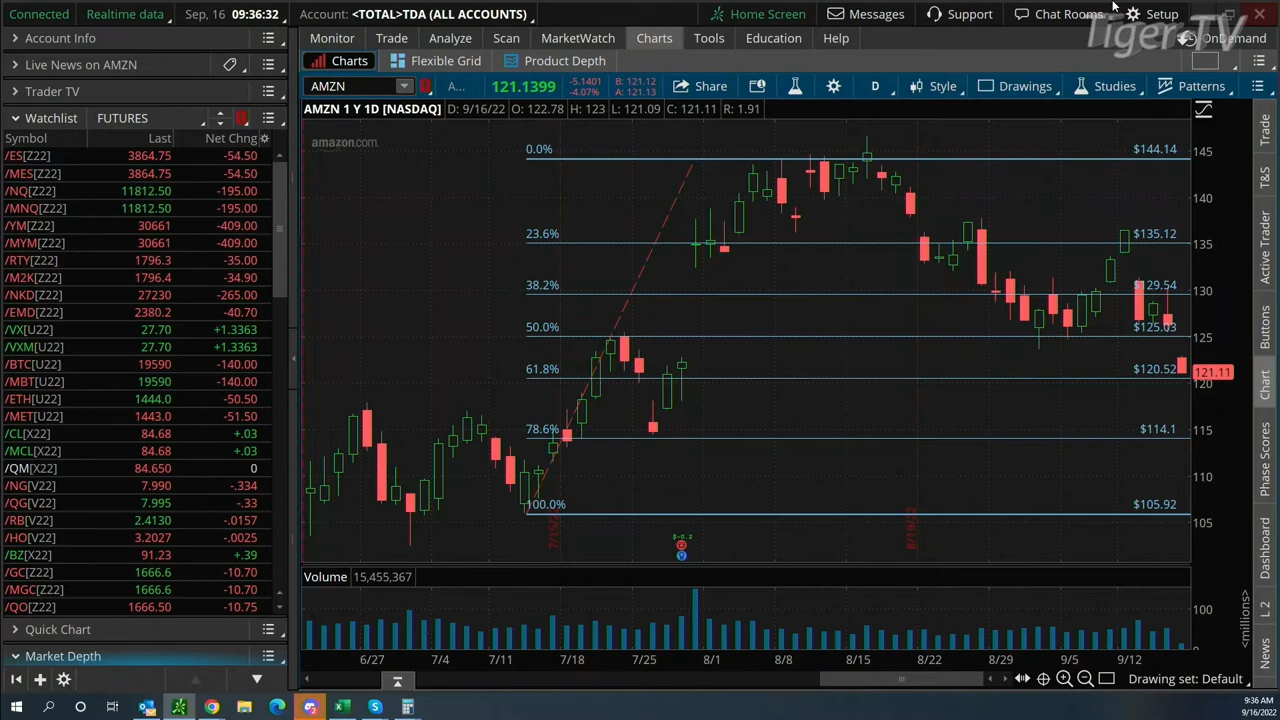 Connected Realtime data Sep, 16 09:36:32 Account: <TOTAL>TDA (ALL ACCOUNTS) Home Screen Messages Support Chat Rooms Setup
Tiger TV
OnDemand
Account Info
Live News on AMZN
Trader TV
Watchlist FUTURES
Symbol Last Net Chng
/ES[Z22] 3864.75 -54.50
/MES[Z22] 3864.75 -54.50
/NQ[Z22] 11812.50 -195.00
/MNQ[Z22] 11812.50 -195.00
/YM[Z22] 30661 -409.00
/MYM[Z22] 30661 -409.00
/RTY[Z22] 1796.3 -35.00
/M2K[Z22] 1796.4 -34.90
/NKD[Z22] 27230 -265.00
/EMD[Z22] 2380.2 -40.70
/VX[U22] 27.70 +1.3363
/VXM[U22] 27.70 +1.3363
/BTC[U22] 19590 -140.00
/MBT[U22] 19590 -140.00
/ETH[U22] 1444.0 -50.50
/MET[U22] 1443.0 -51.50
/CL[X22] 84.68 +.03
/MCL[X22] 84.68 +.03
/QM[X22] 84.650 0
/NG[V22] 7.990 -.334
/QG[V22] 7.995 -.33
/RB[V22] 2.4130 -.0157
/HO[V22] 3.2027 -.0025
/BZ[X22] 91.23 +.39
/GC[Z22] 1666.6 -10.70
/MGC[Z22] 1666.6 -10.70
/QO[Z22] 1666.50 -10.75
Quick Chart
Market Depth
Monitor Trade Analyze Scan MarketWatch Charts Tools Education Help
Charts Flexible Grid Product Depth
AMZN A... 121.1399 -5.1401 -4.07% B: 121.12 A: 121.13 Share D Style Drawings Studies Patterns
AMZN 1 Y 1D [NASDAQ] D: 9/16/22 O: 122.78 H: 123 L: 121.09 C: 121.11 R: 1.91
amazon.com
0.0% $144.14
23.6% $135.12
38.2% $129.54
50.0% $125.03
61.8% $120.52
78.6% $114.1
100.0% $105.92
145
140
135
130
125
121.11
120
115
110
105
8/19/22
$-0.2
Volume 15,455,367
100
<millions>
6/27 7/4 7/11 7/18 7/25 8/1 8/8 8/15 8/22 8/29 9/5 9/12
Drawing set: Default
Trade
T&S
Active Trader
Buttons
Chart
Phase Scores
Dashboard
L 2
News
9:36 AM
9/16/2022